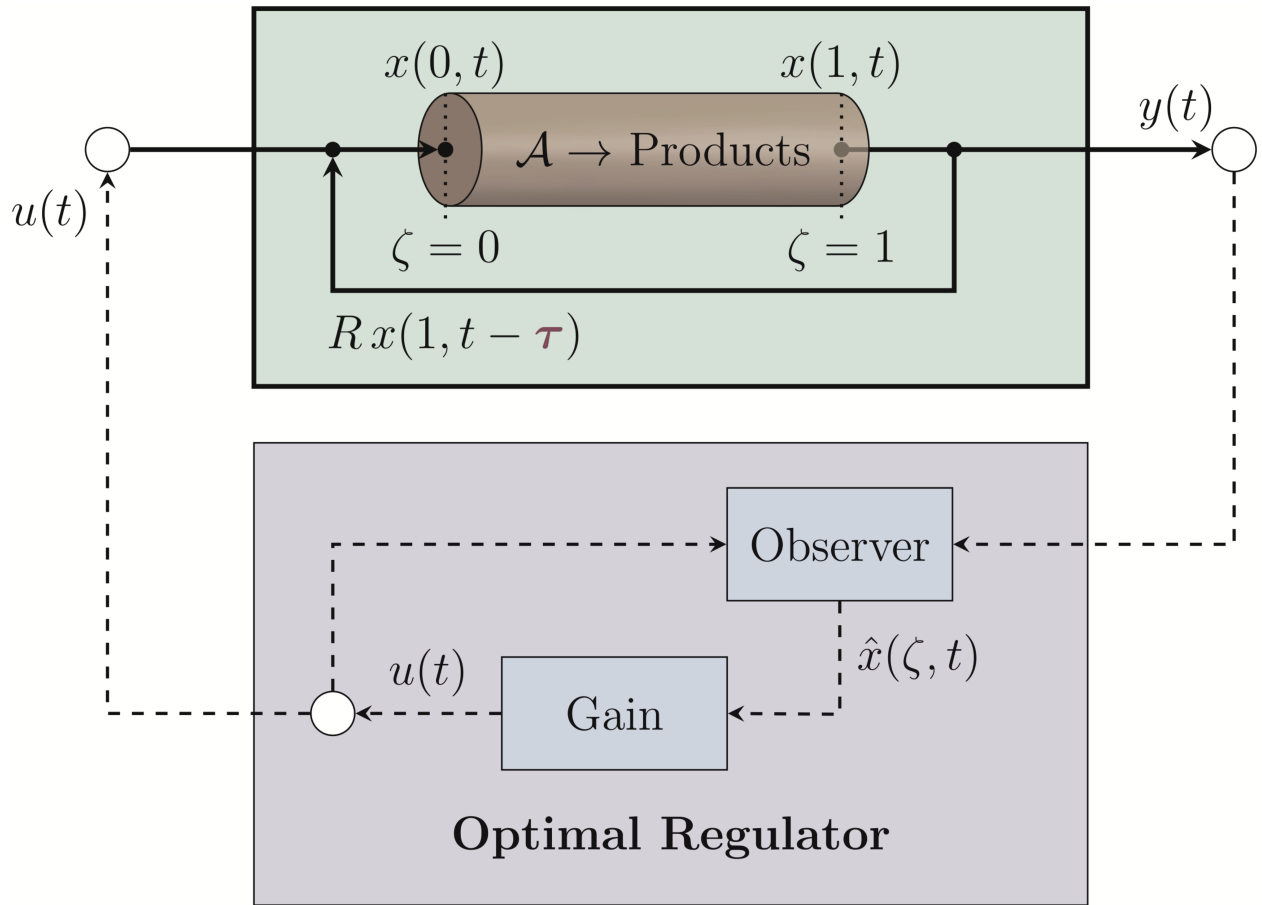 x(0, t)
x(1, t)
y(t)
𝒜 → Products
u(t)
ζ = 0
ζ = 1
R x(1, t − τ)
Observer
x̂(ζ, t)
u(t)
Gain
Optimal Regulator